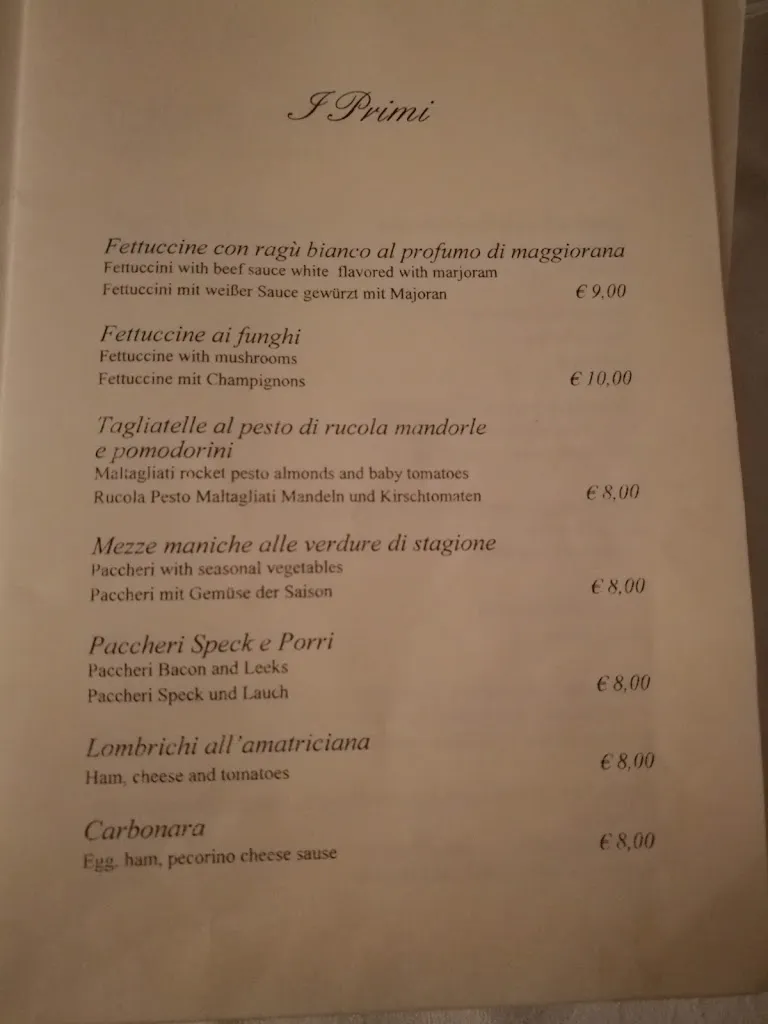 I Primi
Fettuccine con ragù bianco al profumo di maggiorana
Fettuccini with beef sauce white flavored with marjoram
Fettuccini mit weißer Sauce gewürzt mit Majoran € 9,00
Fettuccine ai funghi
Fettuccine with mushrooms
Fettuccine mit Champignons € 10,00
Tagliatelle al pesto di rucola mandorle
e pomodorini
Maltagliati rocket pesto almonds and baby tomatoes
Rucola Pesto Maltagliati Mandeln und Kirschtomaten € 8,00
Mezze maniche alle verdure di stagione
Paccheri with seasonal vegetables
Paccheri mit Gemüse der Saison € 8,00
Paccheri Speck e Porri
Paccheri Bacon and Leeks
Paccheri Speck und Lauch € 8,00
Lombrichi all'amatriciana
Ham, cheese and tomatoes € 8,00
Carbonara
Egg, ham, pecorino cheese sause € 8,00